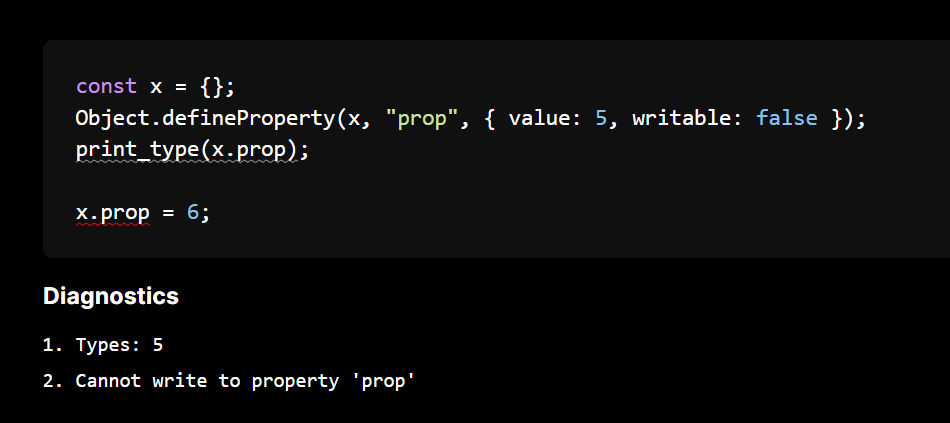 const x = {};
Object.defineProperty(x, "prop", { value: 5, writable: false });
print_type(x.prop);
x.prop = 6;
Diagnostics
1. Types: 5
2. Cannot write to property 'prop'